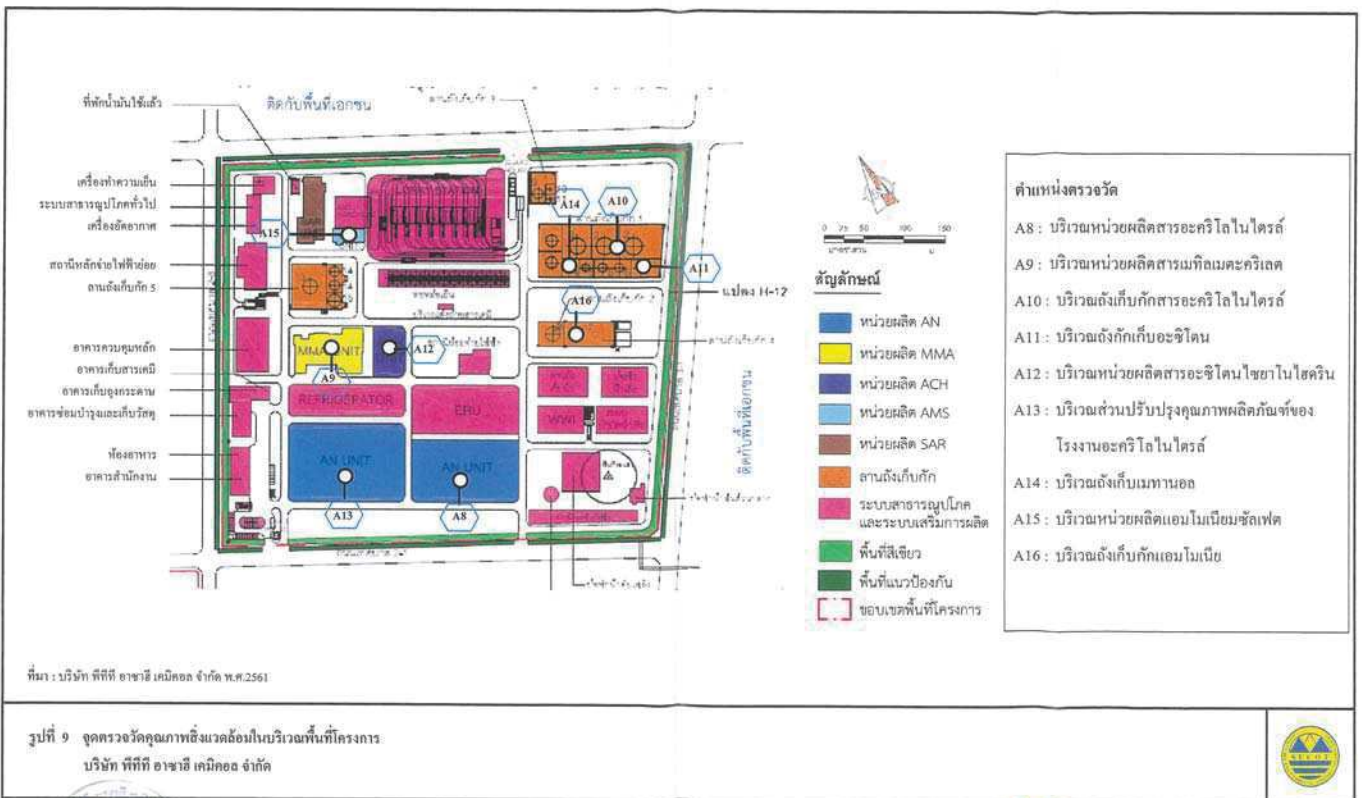 ที่พักน้ำมันใช้แล้ว
ติดกับพื้นที่เอกชน
เครื่องทำความเย็น
ระบบสาธารณูปโภคทั่วไป
เครื่องอัดอากาศ
สถานีหลักจ่ายไฟฟ้าย่อย
ลานถังเก็บกัก 5
อาคารควบคุมหลัก
อาคารเก็บสารเคมี
อาคารเก็บถุงกระดาษ
อาคารซ่อมบำรุงและเก็บวัสดุ
ห้องอาหาร
อาคารสำนักงาน
A15
A14
A10
A11
A16
แปลง H-12
MMA UNIT
A12
A9
REFRIGERATOR
ERU
AN UNIT
AN UNIT
A13
A8
SAR
WWT
ติดกับพื้นที่เอกชน
0 25 50 100 150
สัญลักษณ์
หน่วยผลิต AN
หน่วยผลิต MMA
หน่วยผลิต ACH
หน่วยผลิต AMS
หน่วยผลิต SAR
ลานถังเก็บกัก
ระบบสาธารณูปโภค
และระบบเสริมการผลิต
พื้นที่สีเขียว
พื้นที่แนวป้องกัน
ขอบเขตพื้นที่โครงการ
ตำแหน่งตรวจวัด
A8 : บริเวณหน่วยผลิตสารอะคริโลไนไตรล์
A9 : บริเวณหน่วยผลิตสารเมทิลเมตะคริเลต
A10 : บริเวณถังเก็บกักสารอะคริโลไนไตรล์
A11 : บริเวณถังกักเก็บอะซิโตน
A12 : บริเวณหน่วยผลิตสารอะซิโตนไซยาโนไฮดริน
A13 : บริเวณส่วนปรับปรุงคุณภาพผลิตภัณฑ์ของ
โรงงานอะคริโลไนไตรล์
A14 : บริเวณถังเก็บเมทานอล
A15 : บริเวณหน่วยผลิตแอมโมเนียมซัลเฟต
A16 : บริเวณถังเก็บกักแอมโมเนีย
ที่มา : บริษัท พีทีที อาซาฮี เคมิคอล จำกัด พ.ศ.2561
รูปที่ 9 จุดตรวจวัดคุณภาพสิ่งแวดล้อมในบริเวณพื้นที่โครงการ
บริษัท พีทีที อาซาฮี เคมิคอล จำกัด
SECOT